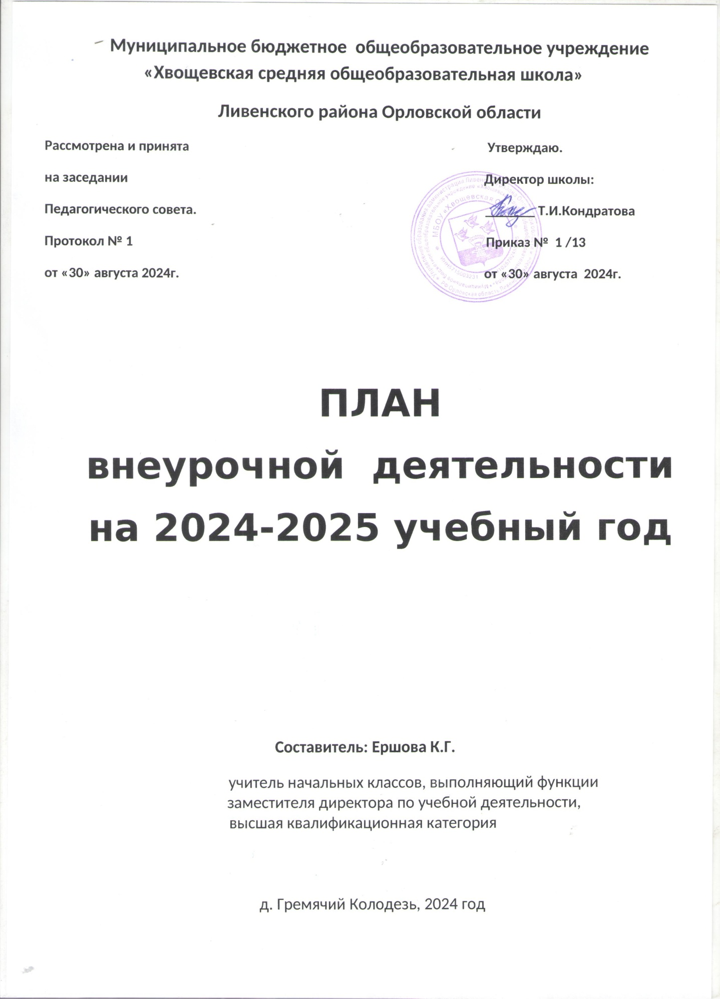 Муниципальное бюджетное общеобразовательное учреждение
«Хвощевская средняя общеобразовательная школа»
Ливенского района Орловской области
Рассмотрена и принята
на заседании
Педагогического совета.
Протокол № 1
от «30» августа 2024г.
Утверждаю.
Директор школы:
Т.И.Кондратова
Приказ № 1 /13
от «30» августа 2024г.
МБОУ «Хвощевская
ИНН5715003231
ПЛАН
внеурочной деятельности
на 2024-2025 учебный год
Составитель: Ершова К.Г.
учитель начальных классов, выполняющий функции
заместителя директора по учебной деятельности,
высшая квалификационная категория
д. Гремячий Колодезь, 2024 год